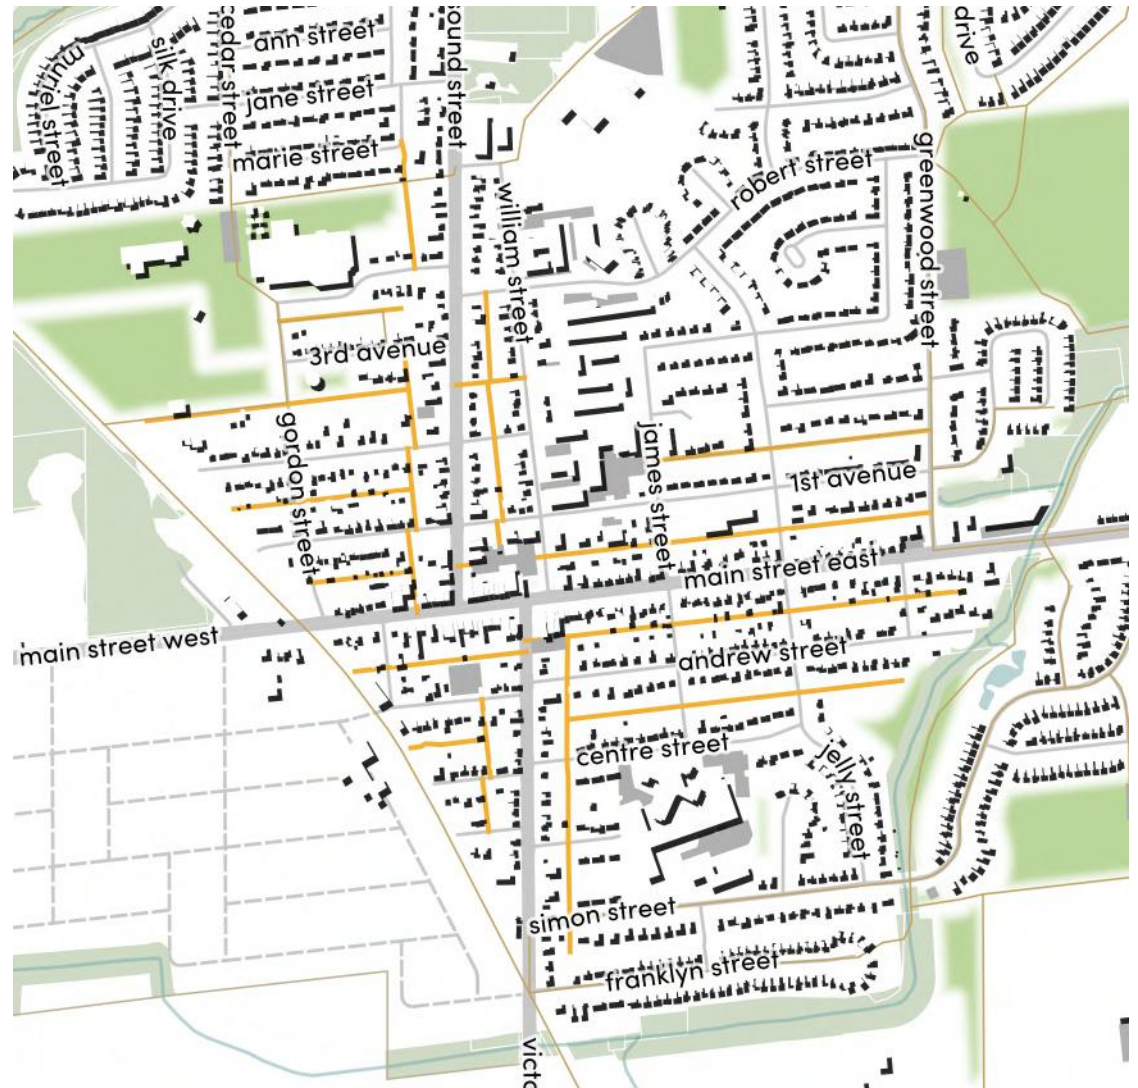 ann street
jane street
marie street
muriel street
silk drive
cedar street
sound street
drive
william street
robert street
greenwood street
3rd avenue
gordon street
james street
1st avenue
main street east
main street west
andrew street
centre street
jelly street
simon street
franklyn street
victo